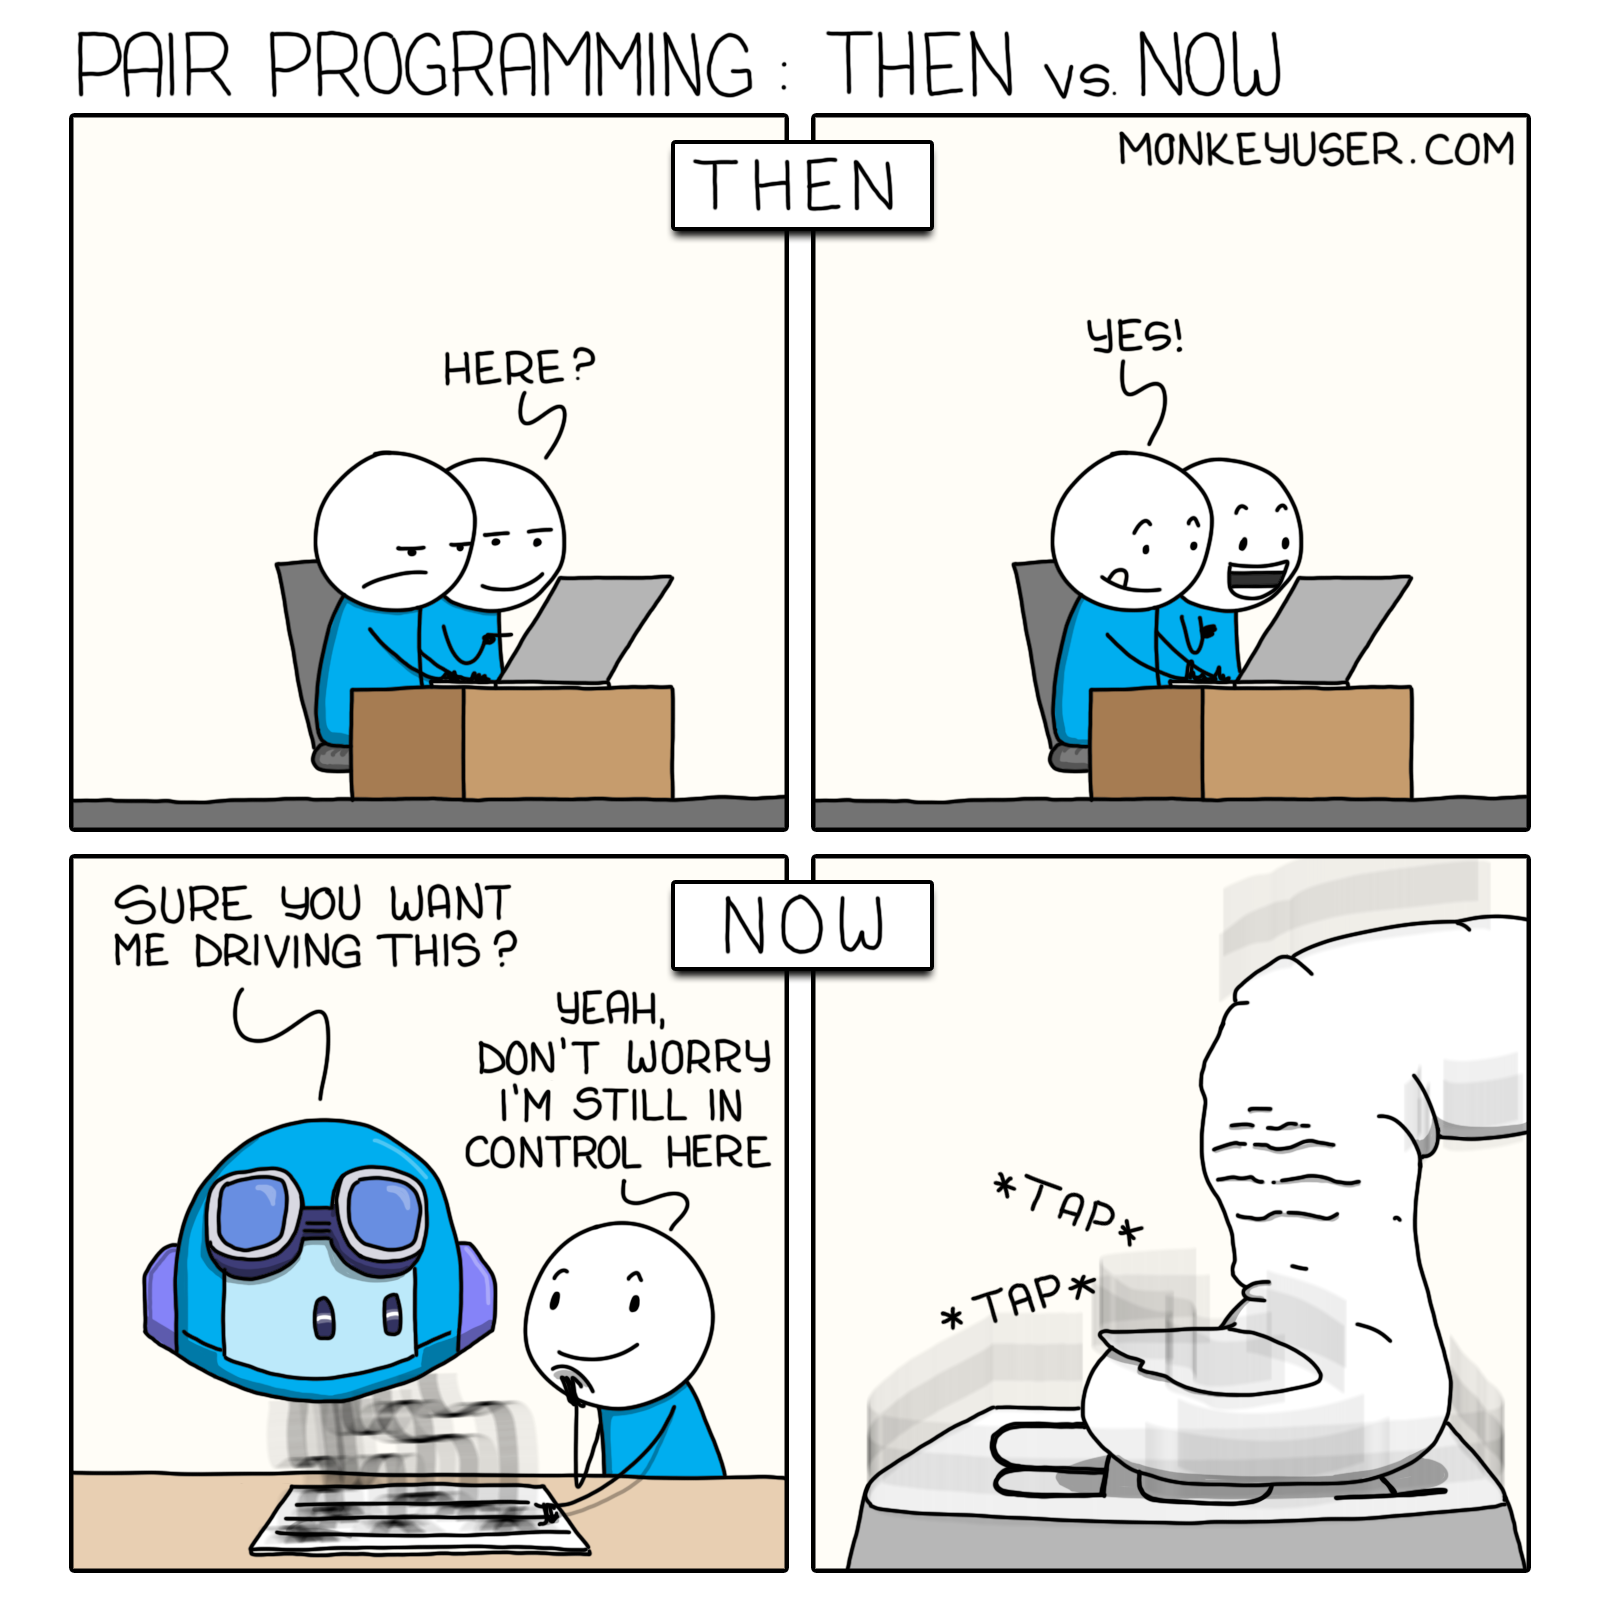 PAIR PROGRAMMING: THEN vs. NOW
THEN
MONKEYUSER.COM
HERE?
YES!
NOW
SURE YOU WANT
ME DRIVING THIS?
YEAH,
DON'T WORRY
I'M STILL IN
CONTROL HERE
*TAP*
*TAP*